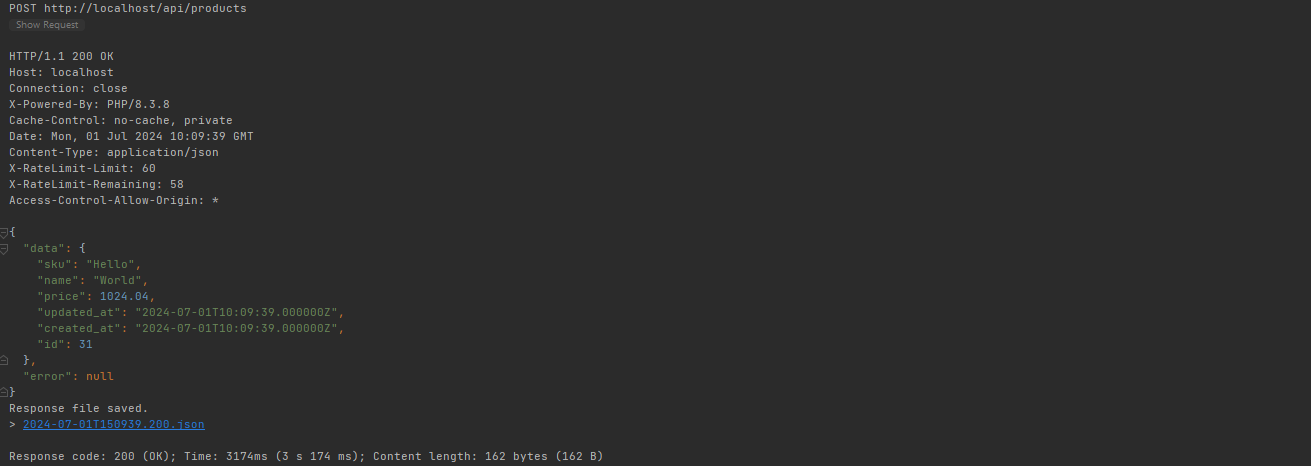 POST http://localhost/api/products
Show Request
HTTP/1.1 200 OK
Host: localhost
Connection: close
X-Powered-By: PHP/8.3.8
Cache-Control: no-cache, private
Date: Mon, 01 Jul 2024 10:09:39 GMT
Content-Type: application/json
X-RateLimit-Limit: 60
X-RateLimit-Remaining: 58
Access-Control-Allow-Origin: *
{
  "data": {
    "sku": "Hello",
    "name": "World",
    "price": 1024.04,
    "updated_at": "2024-07-01T10:09:39.000000Z",
    "created_at": "2024-07-01T10:09:39.000000Z",
    "id": 31
  },
  "error": null
}
Response file saved.
> 2024-07-01T150939.200.json
Response code: 200 (OK); Time: 3174ms (3 s 174 ms); Content length: 162 bytes (162 B)